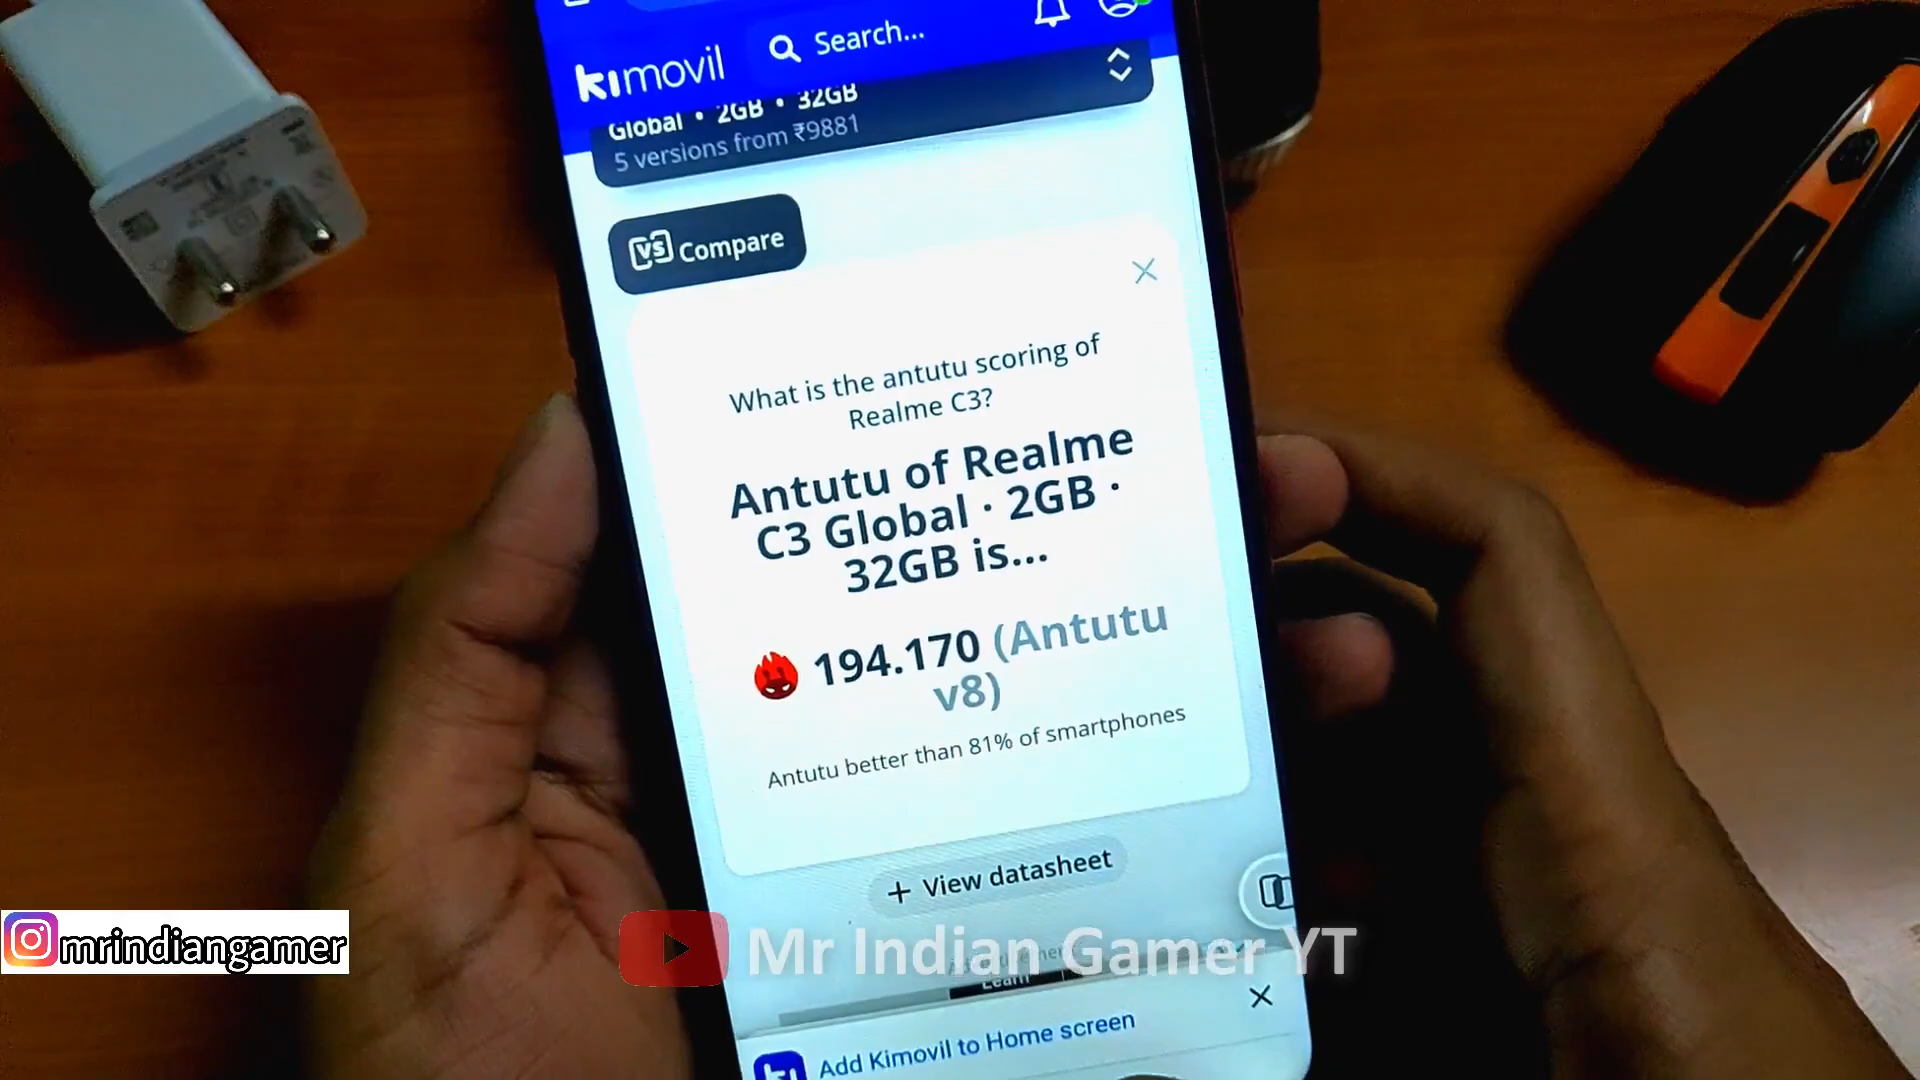 kimovil
Search...
Global • 2GB • 32GB
5 versions from ₹9881
VS Compare
What is the antutu scoring of
Realme C3?
Antutu of Realme
C3 Global · 2GB ·
32GB is...
194.170 (Antutu
v8)
Antutu better than 81% of smartphones
+ View datasheet
mrindiangamer
Mr Indian Gamer YT
Learn
Add Kimovil to Home screen